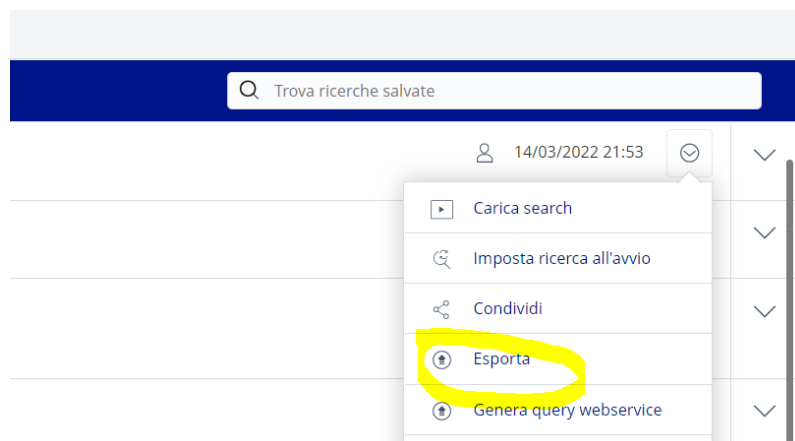 Trova ricerche salvate
14/03/2022 21:53
Carica search
Imposta ricerca all'avvio
Condividi
Esporta
Genera query webservice